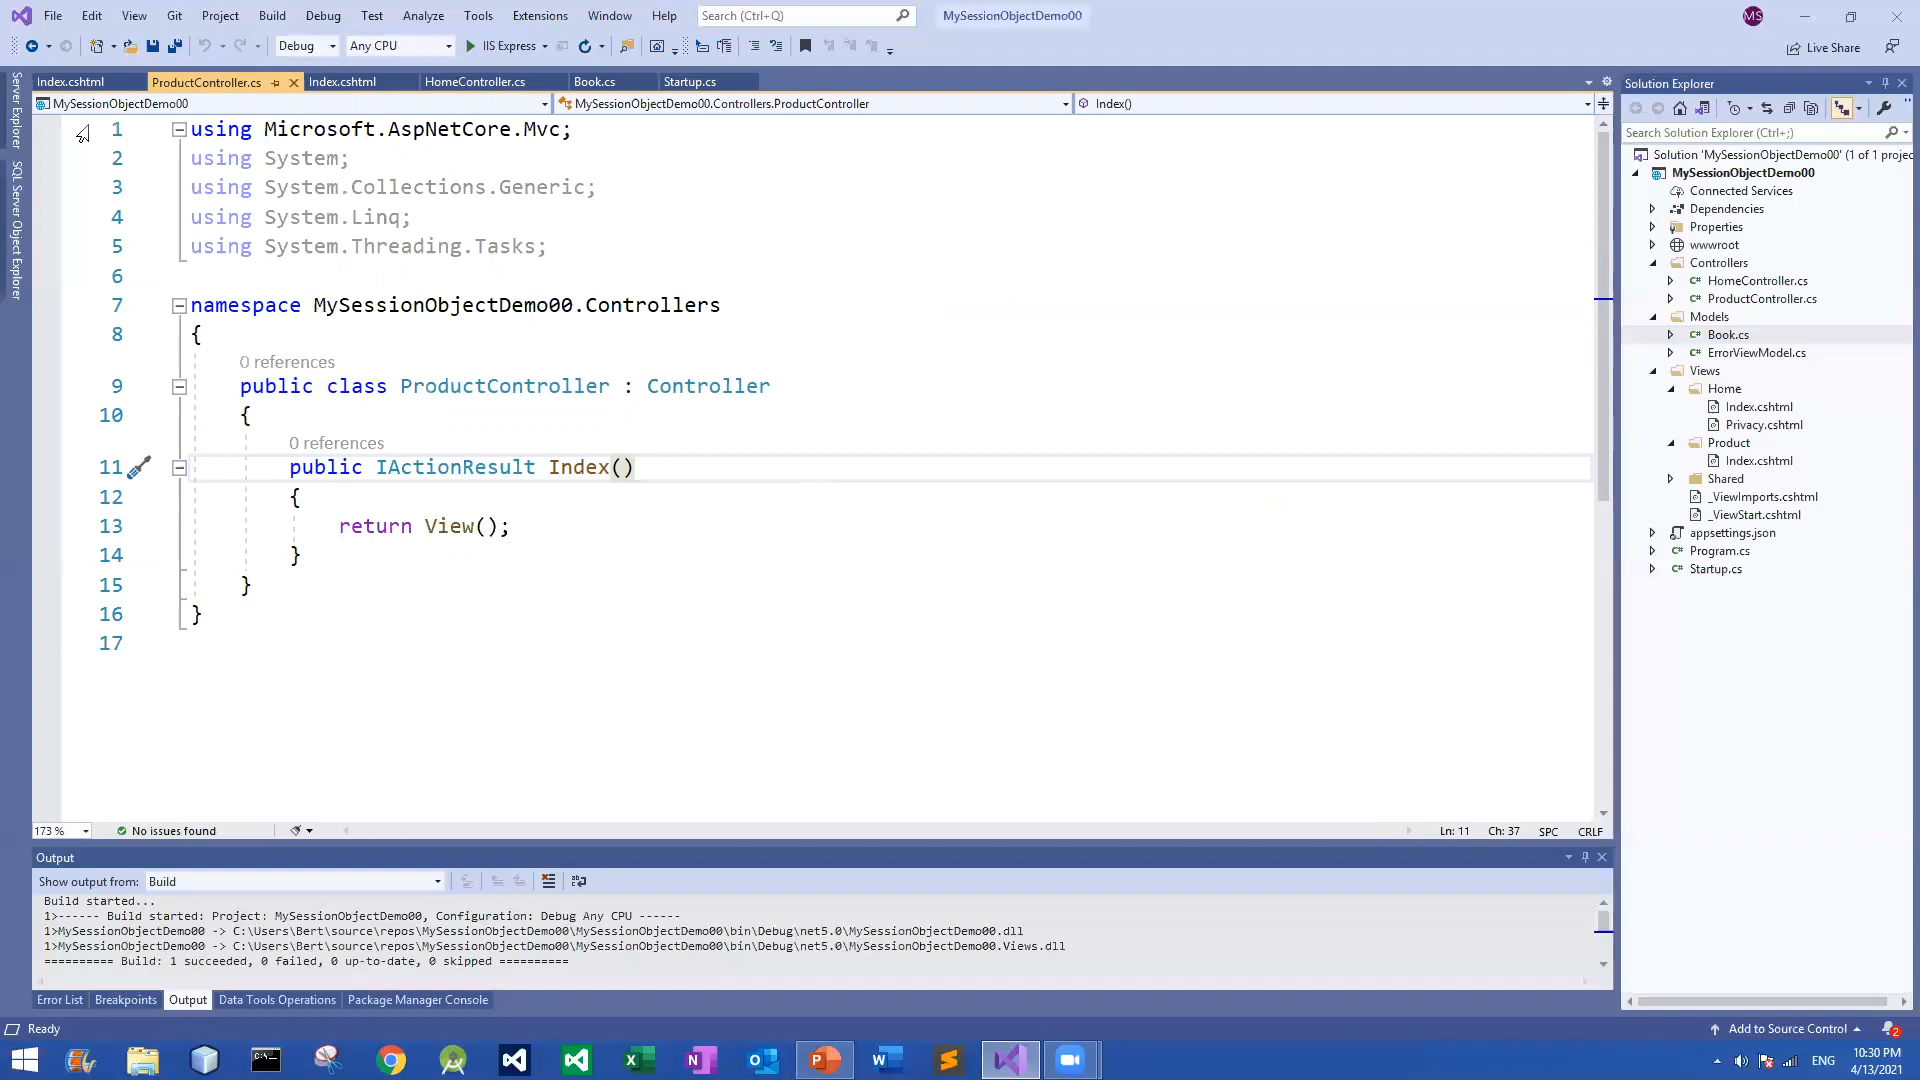 File Edit View Git Project Build Debug Test Analyze Tools Extensions Window Help Search (Ctrl+Q) MySessionObjectDemo00 MS
Debug Any CPU IIS Express Live Share
Server Explorer
SQL Server Object Explorer
Index.cshtml ProductController.cs Index.cshtml HomeController.cs Book.cs Startup.cs
MySessionObjectDemo00 MySessionObjectDemo00.Controllers.ProductController Index()
1 using Microsoft.AspNetCore.Mvc;
2 using System;
3 using System.Collections.Generic;
4 using System.Linq;
5 using System.Threading.Tasks;
6
7 namespace MySessionObjectDemo00.Controllers
8 {
0 references
9 public class ProductController : Controller
10 {
0 references
11 public IActionResult Index()
12 {
13 return View();
14 }
15 }
16 }
17
173 % No issues found Ln: 11 Ch: 37 SPC CRLF
Output
Show output from: Build
Build started...
1>------ Build started: Project: MySessionObjectDemo00, Configuration: Debug Any CPU ------
1>MySessionObjectDemo00 -> C:\Users\Bert\source\repos\MySessionObjectDemo00\MySessionObjectDemo00\bin\Debug\net5.0\MySessionObjectDemo00.dll
1>MySessionObjectDemo00 -> C:\Users\Bert\source\repos\MySessionObjectDemo00\MySessionObjectDemo00\bin\Debug\net5.0\MySessionObjectDemo00.Views.dll
========== Build: 1 succeeded, 0 failed, 0 up-to-date, 0 skipped ==========
Error List Breakpoints Output Data Tools Operations Package Manager Console
Solution Explorer
Search Solution Explorer (Ctrl+;)
Solution 'MySessionObjectDemo00' (1 of 1 projec
MySessionObjectDemo00
Connected Services
Dependencies
Properties
wwwroot
Controllers
HomeController.cs
ProductController.cs
Models
Book.cs
ErrorViewModel.cs
Views
Home
Index.cshtml
Privacy.cshtml
Product
Index.cshtml
Shared
_ViewImports.cshtml
_ViewStart.cshtml
appsettings.json
Program.cs
Startup.cs
Ready Add to Source Control 2
ENG 10:30 PM
4/13/2021